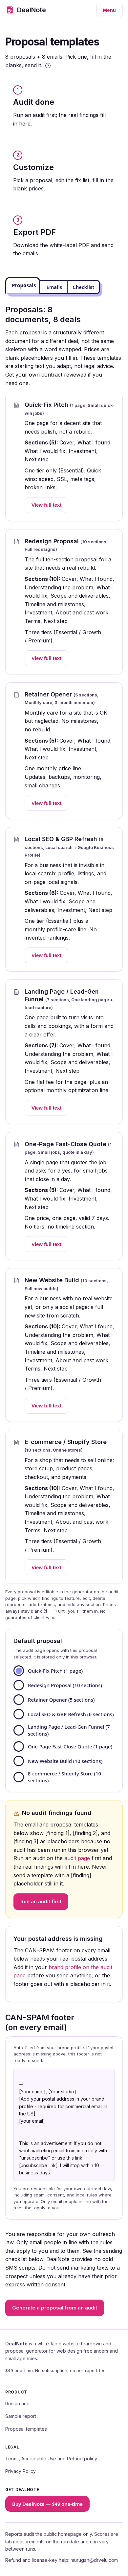 DealNote
Menu
Proposal templates
8 proposals + 8 emails. Pick one, fill in the
blanks, send it.
1
Audit done
Run an audit first; the real findings fill
in here.
2
Customize
Pick a proposal, edit the fix list, fill in the
blank prices.
3
Export PDF
Download the white-label PDF and send
the emails.
Proposals
Emails
Checklist
Proposals: 8
documents, 8 deals
Each proposal is a structurally different
document for a different deal, not the same
skeleton with a word swapped. Prices are
always blanks you fill in. These are templates
and starting text you adapt, not legal advice.
Get your own contract reviewed if you
need one.
Quick-Fix Pitch (1 page, Small quick-
win jobs)
One page for a decent site that
needs polish, not a rebuild.
Sections (5): Cover, What I found,
What I would fix, Investment,
Next step
One tier only (Essential). Quick
wins: speed, SSL, meta tags,
broken links.
View full text
Redesign Proposal (10 sections,
Full redesigns)
The full ten-section proposal for a
site that needs a real rebuild.
Sections (10): Cover, What I found,
Understanding the problem, What I
would fix, Scope and deliverables,
Timeline and milestones,
Investment, About and past work,
Terms, Next step
Three tiers (Essential / Growth
/ Premium).
View full text
Retainer Opener (5 sections,
Monthly care, 3-month minimum)
Monthly care for a site that is OK
but neglected. No milestones,
no rebuild.
Sections (5): Cover, What I found,
What I would fix, Investment,
Next step
One monthly price line.
Updates, backups, monitoring,
small changes.
View full text
Local SEO & GBP Refresh (6
sections, Local search + Google Business
Profile)
For a business that is invisible in
local search: profile, listings, and
on-page local signals.
Sections (6): Cover, What I found,
What I would fix, Scope and
deliverables, Investment, Next step
One tier (Essential) plus a
monthly profile-care line. No
invented rankings.
View full text
Landing Page / Lead-Gen
Funnel (7 sections, One landing page +
lead capture)
One page built to turn visits into
calls and bookings, with a form and
a clear offer.
Sections (7): Cover, What I found,
Understanding the problem, What I
would fix, Scope and deliverables,
Investment, Next step
One flat fee for the page, plus an
optional monthly optimization line.
View full text
One-Page Fast-Close Quote (1
page, Small jobs, quote in a day)
A single page that quotes the job
and asks for a yes, for small jobs
that close in a day.
Sections (5): Cover, What I found,
What I would fix, Investment,
Next step
One price, one page, valid 7 days.
No tiers, no timeline section.
View full text
New Website Build (10 sections,
Full new builds)
For a business with no real website
yet, or only a social page: a full
new site from scratch.
Sections (10): Cover, What I found,
Understanding the problem, What I
would fix, Scope and deliverables,
Timeline and milestones,
Investment, About and past work,
Terms, Next step
Three tiers (Essential / Growth
/ Premium).
View full text
E-commerce / Shopify Store
(10 sections, Online stores)
For a shop that needs to sell online:
store setup, product pages,
checkout, and payments.
Sections (10): Cover, What I found,
Understanding the problem, What I
would fix, Scope and deliverables,
Timeline and milestones,
Investment, About and past work,
Terms, Next step
Three tiers (Essential / Growth
/ Premium).
View full text
Every proposal is editable in the generator on the audit
page: pick which findings to feature, edit, delete,
reorder, or add fix items, and hide any section. Prices
always stay blank ($____) until you fill them in. No
guarantee of client wins.
Default proposal
The audit page opens with this proposal
selected. It is stored only in this browser.
Quick-Fix Pitch (1 page)
Redesign Proposal (10 sections)
Retainer Opener (5 sections)
Local SEO & GBP Refresh (6 sections)
Landing Page / Lead-Gen Funnel (7
sections)
One-Page Fast-Close Quote (1 page)
New Website Build (10 sections)
E-commerce / Shopify Store (10
sections)
No audit findings found
The email and proposal templates
below show [finding 1], [finding 2], and
[finding 3] as placeholders because no
audit has been run in this browser yet.
Run an audit on the audit page first and
the real findings will fill in here. Never
send a template with a [finding]
placeholder still in it.
Run an audit first
Your postal address is missing
The CAN-SPAM footer on every email
below needs your real postal address.
Add it in your brand profile on the audit
page before you send anything, or the footer
goes out with a placeholder in it.
CAN-SPAM footer
(on every email)
Auto-filled from your brand profile. If your postal
address is missing above, this footer is not
ready to send.
--
[Your name], [Your studio]
[Add your postal address in your brand
profile - required for commercial email in
the US]
[your email]
This is an advertisement. If you do not
want marketing email from me, reply with
"unsubscribe" or use this link:
[unsubscribe link]. I will stop within 10
business days.
You are responsible for your own outreach law,
including spam, consent, and local rules where
you operate. Only email people in line with the
rules that apply to you.
You are responsible for your own outreach
law. Only email people in line with the rules
that apply to you and to them. See the sending
checklist below. DealNote provides no cold
SMS scripts. Do not send marketing texts to a
prospect unless you have their prior
express written consent.
Generate a proposal from an audit
DealNote is a white-label website teardown and
proposal generator for web design freelancers and
small agencies.
$49 one-time. No subscription, no per-report fee.
PRODUCT
Run an audit
Sample report
Proposal templates
LEGAL
Terms, Acceptable Use and Refund policy
Privacy Policy
GET DEALNOTE
Buy DealNote — $49 one-time
Reports audit the public homepage only. Scores are
lab measurements on the run date and can vary
between runs.
Refund and license-key help: murugan@drvelu.com